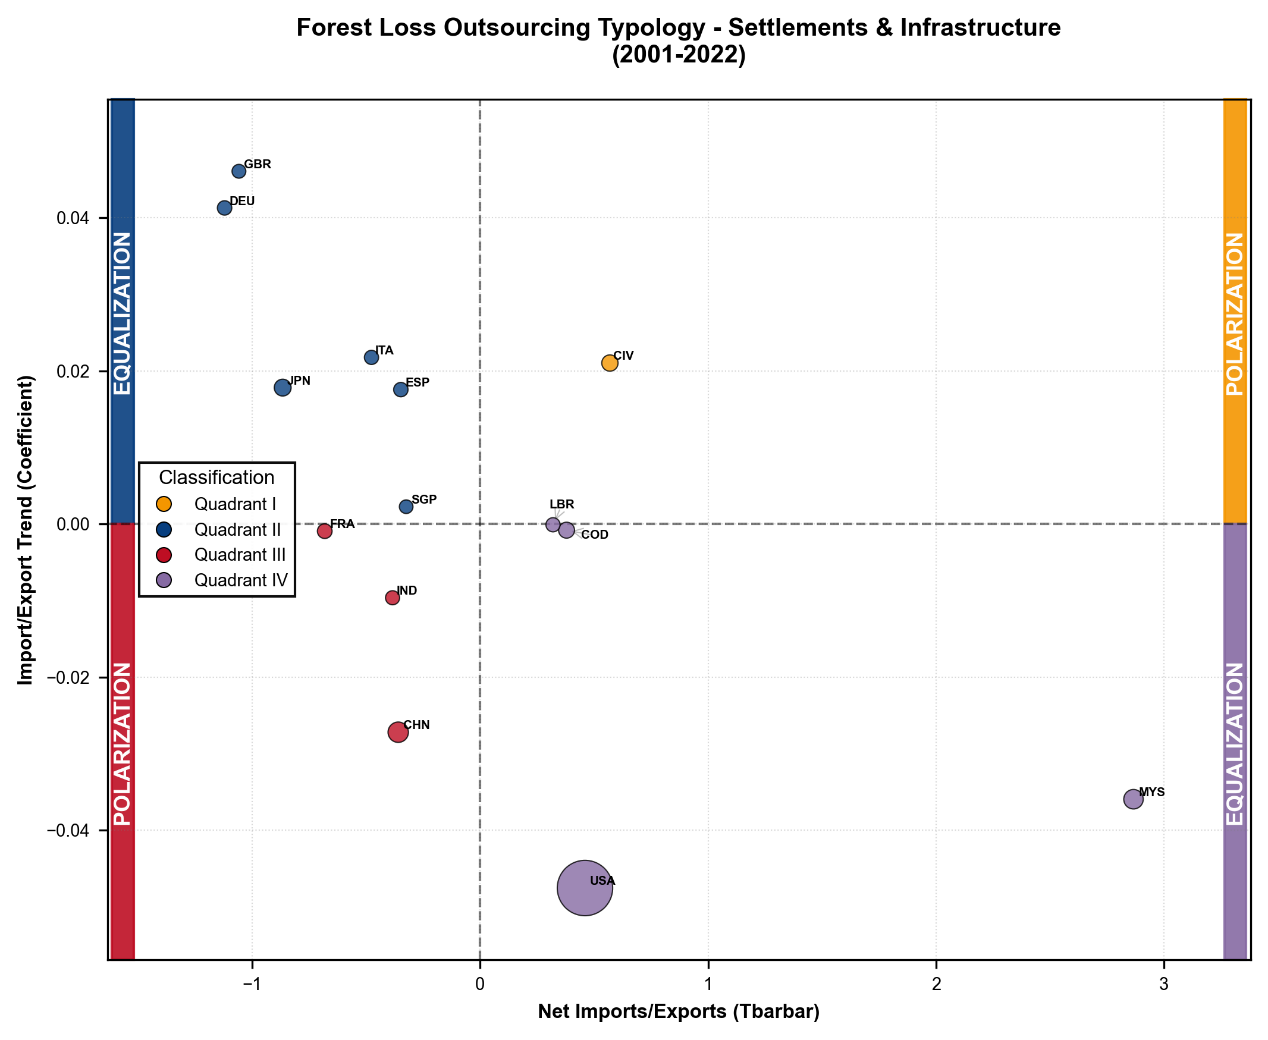 Forest Loss Outsourcing Typology - Settlements & Infrastructure
(2001-2022)
Import/Export Trend (Coefficient)
0.04
0.02
0.00
−0.02
−0.04
EQUALIZATION
POLARIZATION
POLARIZATION
EQUALIZATION
GBR
DEU
ITA
JPN
ESP
CIV
SGP
LBR
FRA
COD
IND
CHN
MYS
USA
Classification
Quadrant I
Quadrant II
Quadrant III
Quadrant IV
−1
0
1
2
3
Net Imports/Exports (Tbarbar)